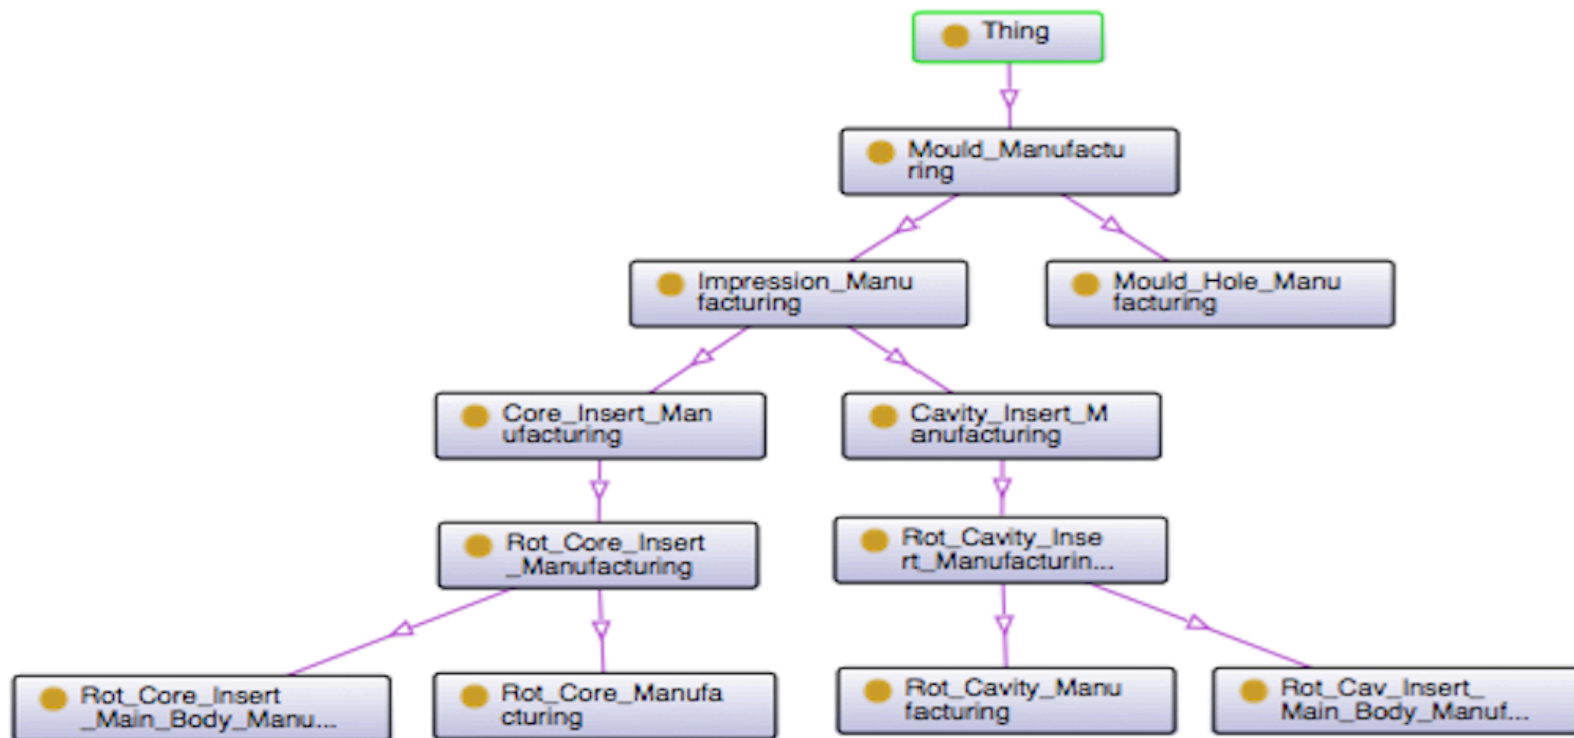 Thing
Mould_Manufactu
ring
Impression_Manu
facturing
Mould_Hole_Manu
facturing
Core_Insert_Man
ufacturing
Cavity_Insert_M
anufacturing
Rot_Core_Insert
_Manufacturing
Rot_Cavity_Inse
rt_Manufacturin...
Rot_Core_Insert
_Main_Body_Manu...
Rot_Core_Manufa
cturing
Rot_Cavity_Manu
facturing
Rot_Cav_Insert_
Main_Body_Manuf...